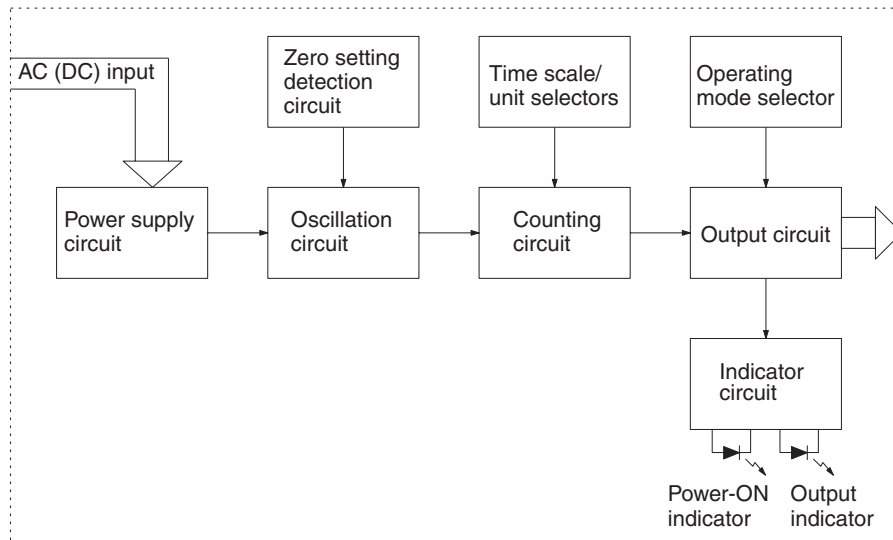 AC (DC) input
Zero setting
detection
circuit
Time scale/
unit selectors
Operating
mode selector
Power supply
circuit
Oscillation
circuit
Counting
circuit
Output circuit
Indicator
circuit
Power-ON
indicator
Output
indicator